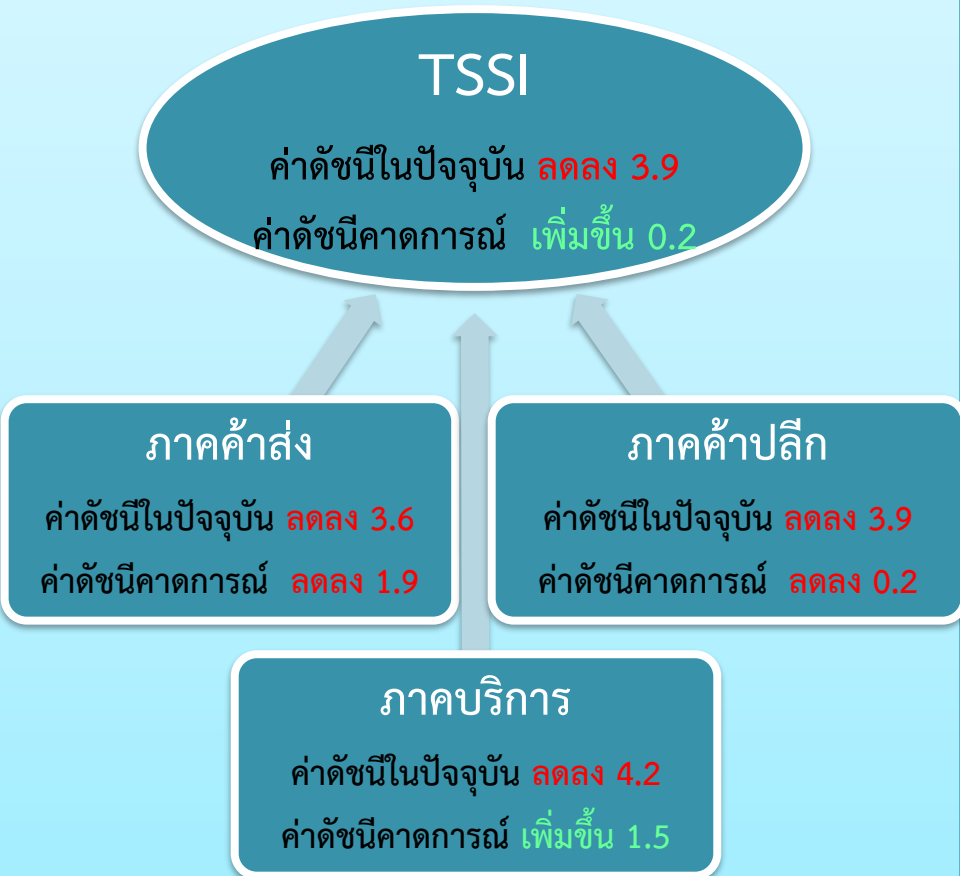 TSSI
ค่าดัชนีในปัจจุบัน ลดลง 3.9
ค่าดัชนีคาดการณ์ เพิ่มขึ้น 0.2
ภาคค้าส่ง
ค่าดัชนีในปัจจุบัน ลดลง 3.6
ค่าดัชนีคาดการณ์ ลดลง 1.9
ภาคค้าปลีก
ค่าดัชนีในปัจจุบัน ลดลง 3.9
ค่าดัชนีคาดการณ์ ลดลง 0.2
ภาคบริการ
ค่าดัชนีในปัจจุบัน ลดลง 4.2
ค่าดัชนีคาดการณ์ เพิ่มขึ้น 1.5